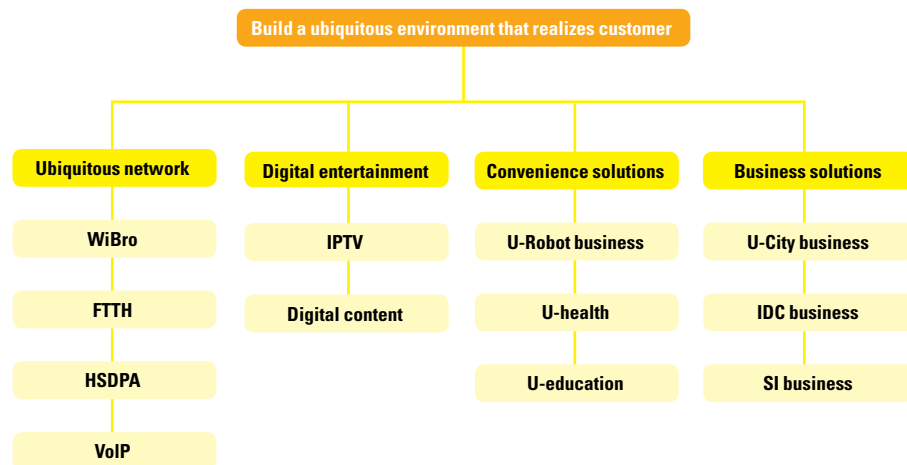 Build a ubiquitous environment that realizes customer
Ubiquitous network
Digital entertainment
Convenience solutions
Business solutions
WiBro
IPTV
U-Robot business
U-City business
FTTH
Digital content
U-health
IDC business
HSDPA
U-education
SI business
VoIP